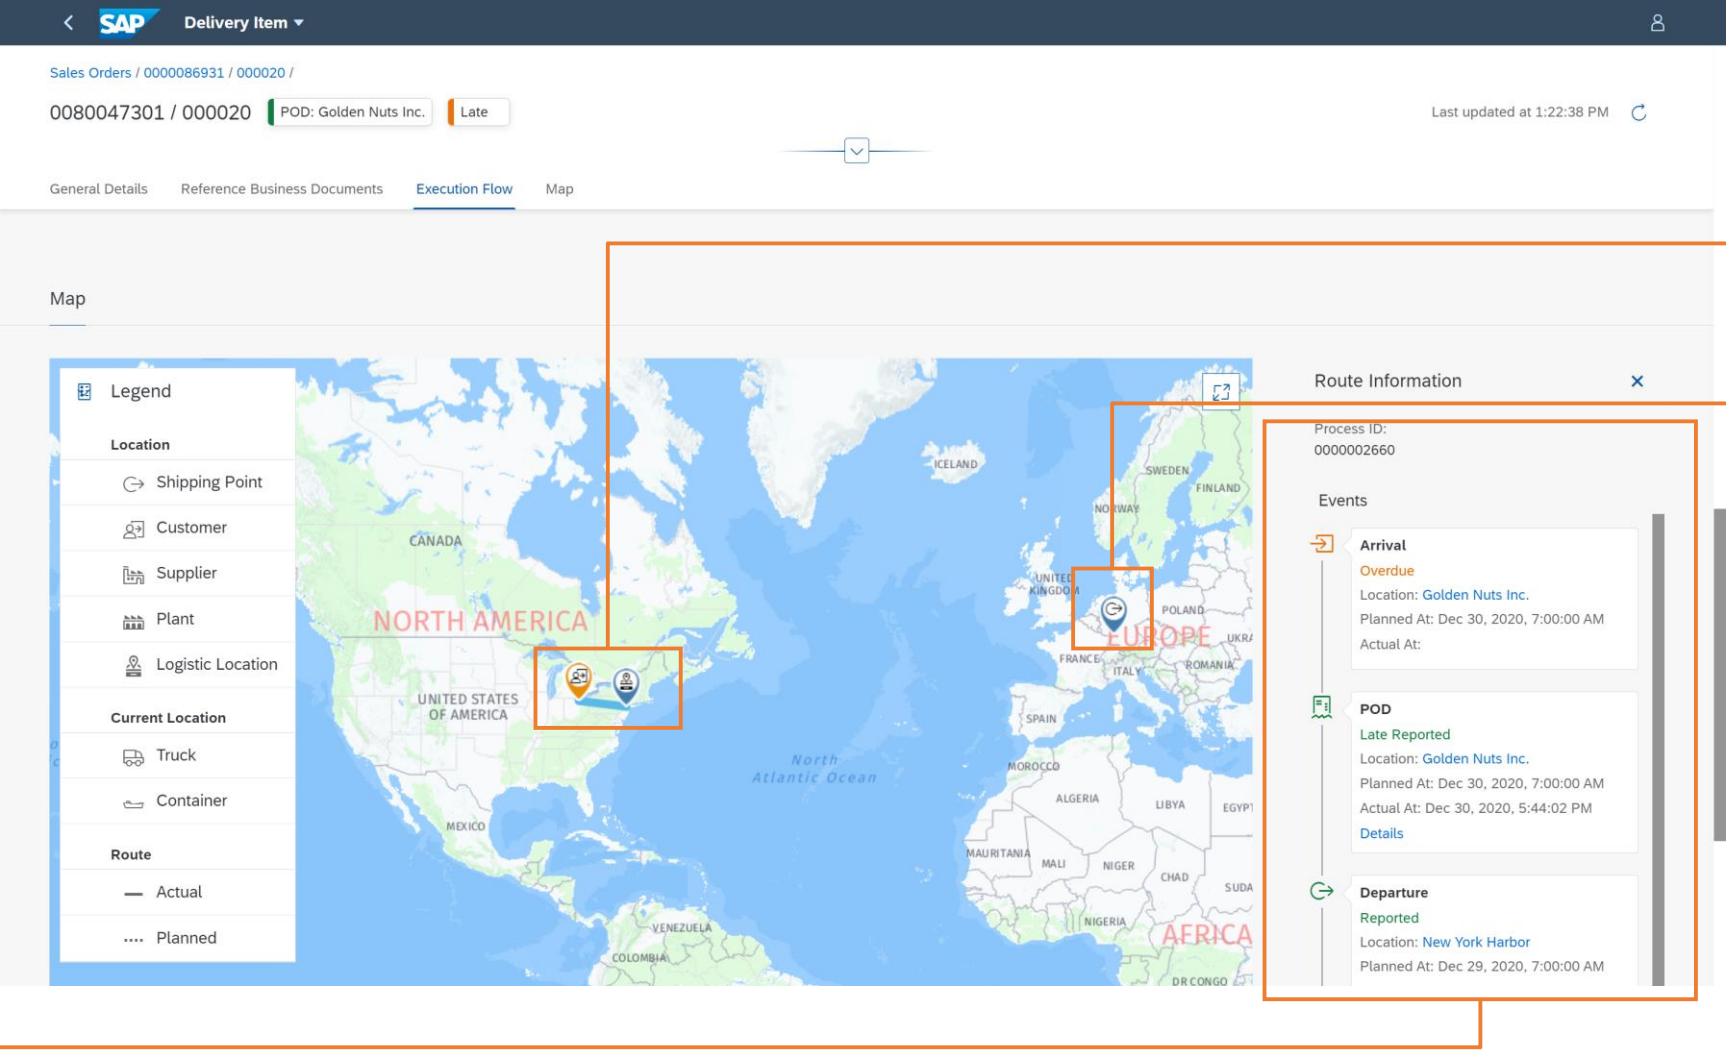 SAP Delivery Item
Sales Orders / 0000086931 / 000020 /
0080047301 / 000020 POD: Golden Nuts Inc. Late
Last updated at 1:22:38 PM
General Details Reference Business Documents Execution Flow Map
Map
Legend
Location
Shipping Point
Customer
Supplier
Plant
Logistic Location
Current Location
Truck
Container
Route
Actual
Planned
ICELAND
SWEDEN
FINLAND
NORWAY
CANADA
UNITED
KINGDOM
POLAND
NORTH AMERICA
EUROPE
UKRA
FRANCE
ITALY
ROMANIA
UNITED STATES
OF AMERICA
SPAIN
North
Atlantic Ocean
MOROCCO
ALGERIA
LIBYA
EGYPT
MEXICO
MAURITANIA
MALI
NIGER
CHAD
SUDA
VENEZUELA
NIGERIA
AFRICA
COLOMBIA
DR CONGO
Route Information
Process ID:
0000002660
Events
Arrival
Overdue
Location: Golden Nuts Inc.
Planned At: Dec 30, 2020, 7:00:00 AM
Actual At:
POD
Late Reported
Location: Golden Nuts Inc.
Planned At: Dec 30, 2020, 7:00:00 AM
Actual At: Dec 30, 2020, 5:44:02 PM
Details
Departure
Reported
Location: New York Harbor
Planned At: Dec 29, 2020, 7:00:00 AM